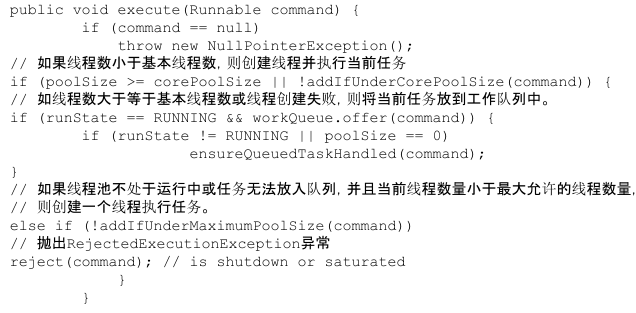 public void execute(Runnable command) {
if (command == null)
throw new NullPointerException();
// 如果线程数小于基本线程数, 则创建线程并执行当前任务
if (poolSize >= corePoolSize || !addIfUnderCorePoolSize(command)) {
// 如线程数大于等于基本线程数或线程创建失败, 则将当前任务放到工作队列中。
if (runState == RUNNING && workQueue.offer(command)) {
if (runState != RUNNING || poolSize == 0)
ensureQueuedTaskHandled(command);
}
// 如果线程池不处于运行中或任务无法放入队列, 并且当前线程数量小于最大允许的线程数量,
// 则创建一个线程执行任务。
else if (!addIfUnderMaximumPoolSize(command))
// 抛出RejectedExecutionException异常
reject(command); // is shutdown or saturated
}
}